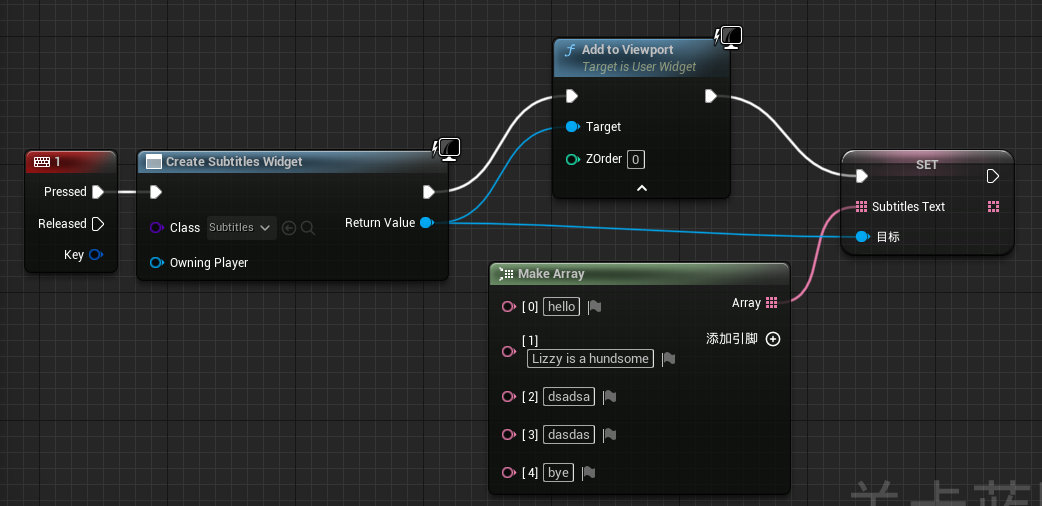 Add to Viewport
Target is User Widget
Target
ZOrder 0
1
Pressed
Released
Key
Create Subtitles Widget
Class Subtitles
Return Value
Owning Player
SET
Subtitles Text
目标
Make Array
[0] hello
Array
[1]
Lizzy is a hundsome
添加引脚
[2] dsadsa
[3] dasdas
[4] bye